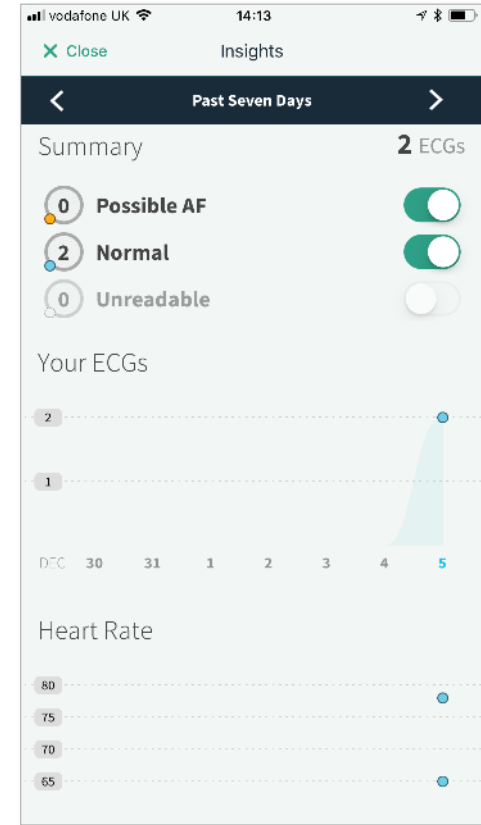 vodafone UK 14:13
X Close Insights
< Past Seven Days >
Summary 2 ECGs
0 Possible AF
2 Normal
0 Unreadable
Your ECGs
2
1
DEC 30 31 1 2 3 4 5
Heart Rate
80
75
70
65